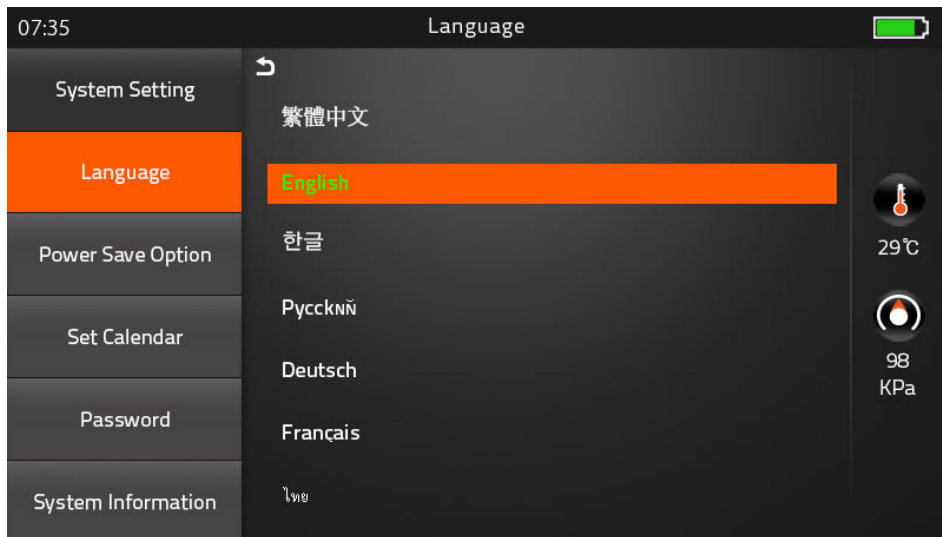 07:35
Language
System Setting
Language
Power Save Option
Set Calendar
Password
System Information
繁體中文
English
한글
Pyccknň
Deutsch
Français
ไทย
29℃
98
KPa